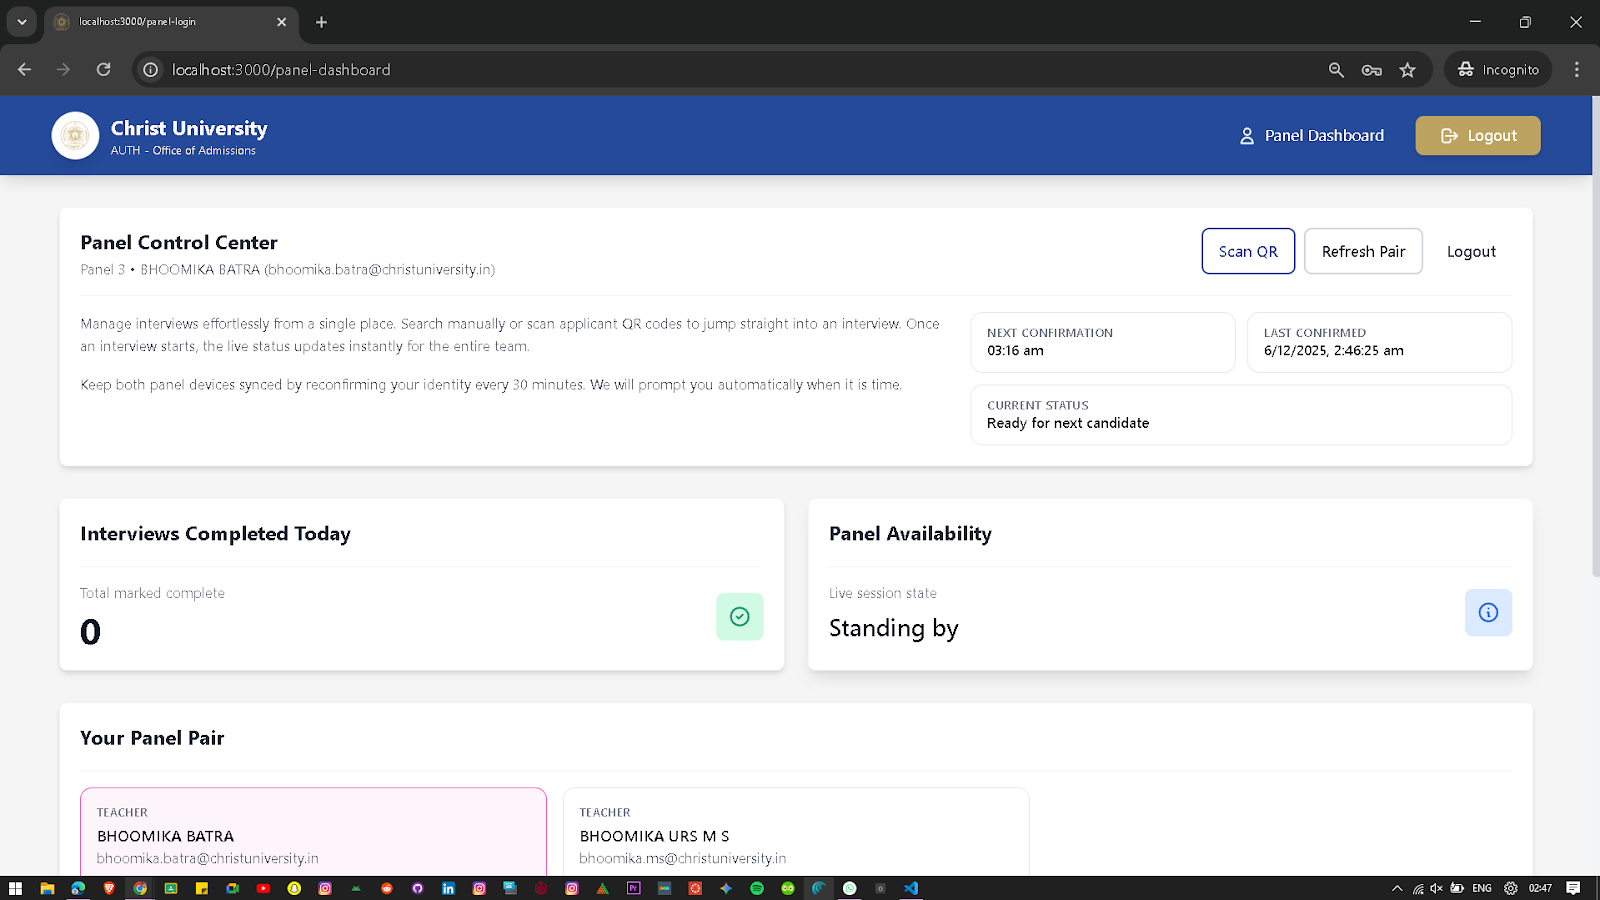 localhost:3000/panel-login
localhost:3000/panel-dashboard
Incognito
Christ University
AUTH - Office of Admissions
Panel Dashboard
Logout
Panel Control Center
Panel 3 • BHOOMIKA BATRA (bhoomika.batra@christuniversity.in)
Scan QR
Refresh Pair
Logout
Manage interviews effortlessly from a single place. Search manually or scan applicant QR codes to jump straight into an interview. Once
an interview starts, the live status updates instantly for the entire team.
Keep both panel devices synced by reconfirming your identity every 30 minutes. We will prompt you automatically when it is time.
NEXT CONFIRMATION
03:16 am
LAST CONFIRMED
6/12/2025, 2:46:25 am
CURRENT STATUS
Ready for next candidate
Interviews Completed Today
Total marked complete
0
Panel Availability
Live session state
Standing by
Your Panel Pair
TEACHER
BHOOMIKA BATRA
bhoomika.batra@christuniversity.in
TEACHER
BHOOMIKA URS M S
bhoomika.ms@christuniversity.in
Pr
ENG
02:47